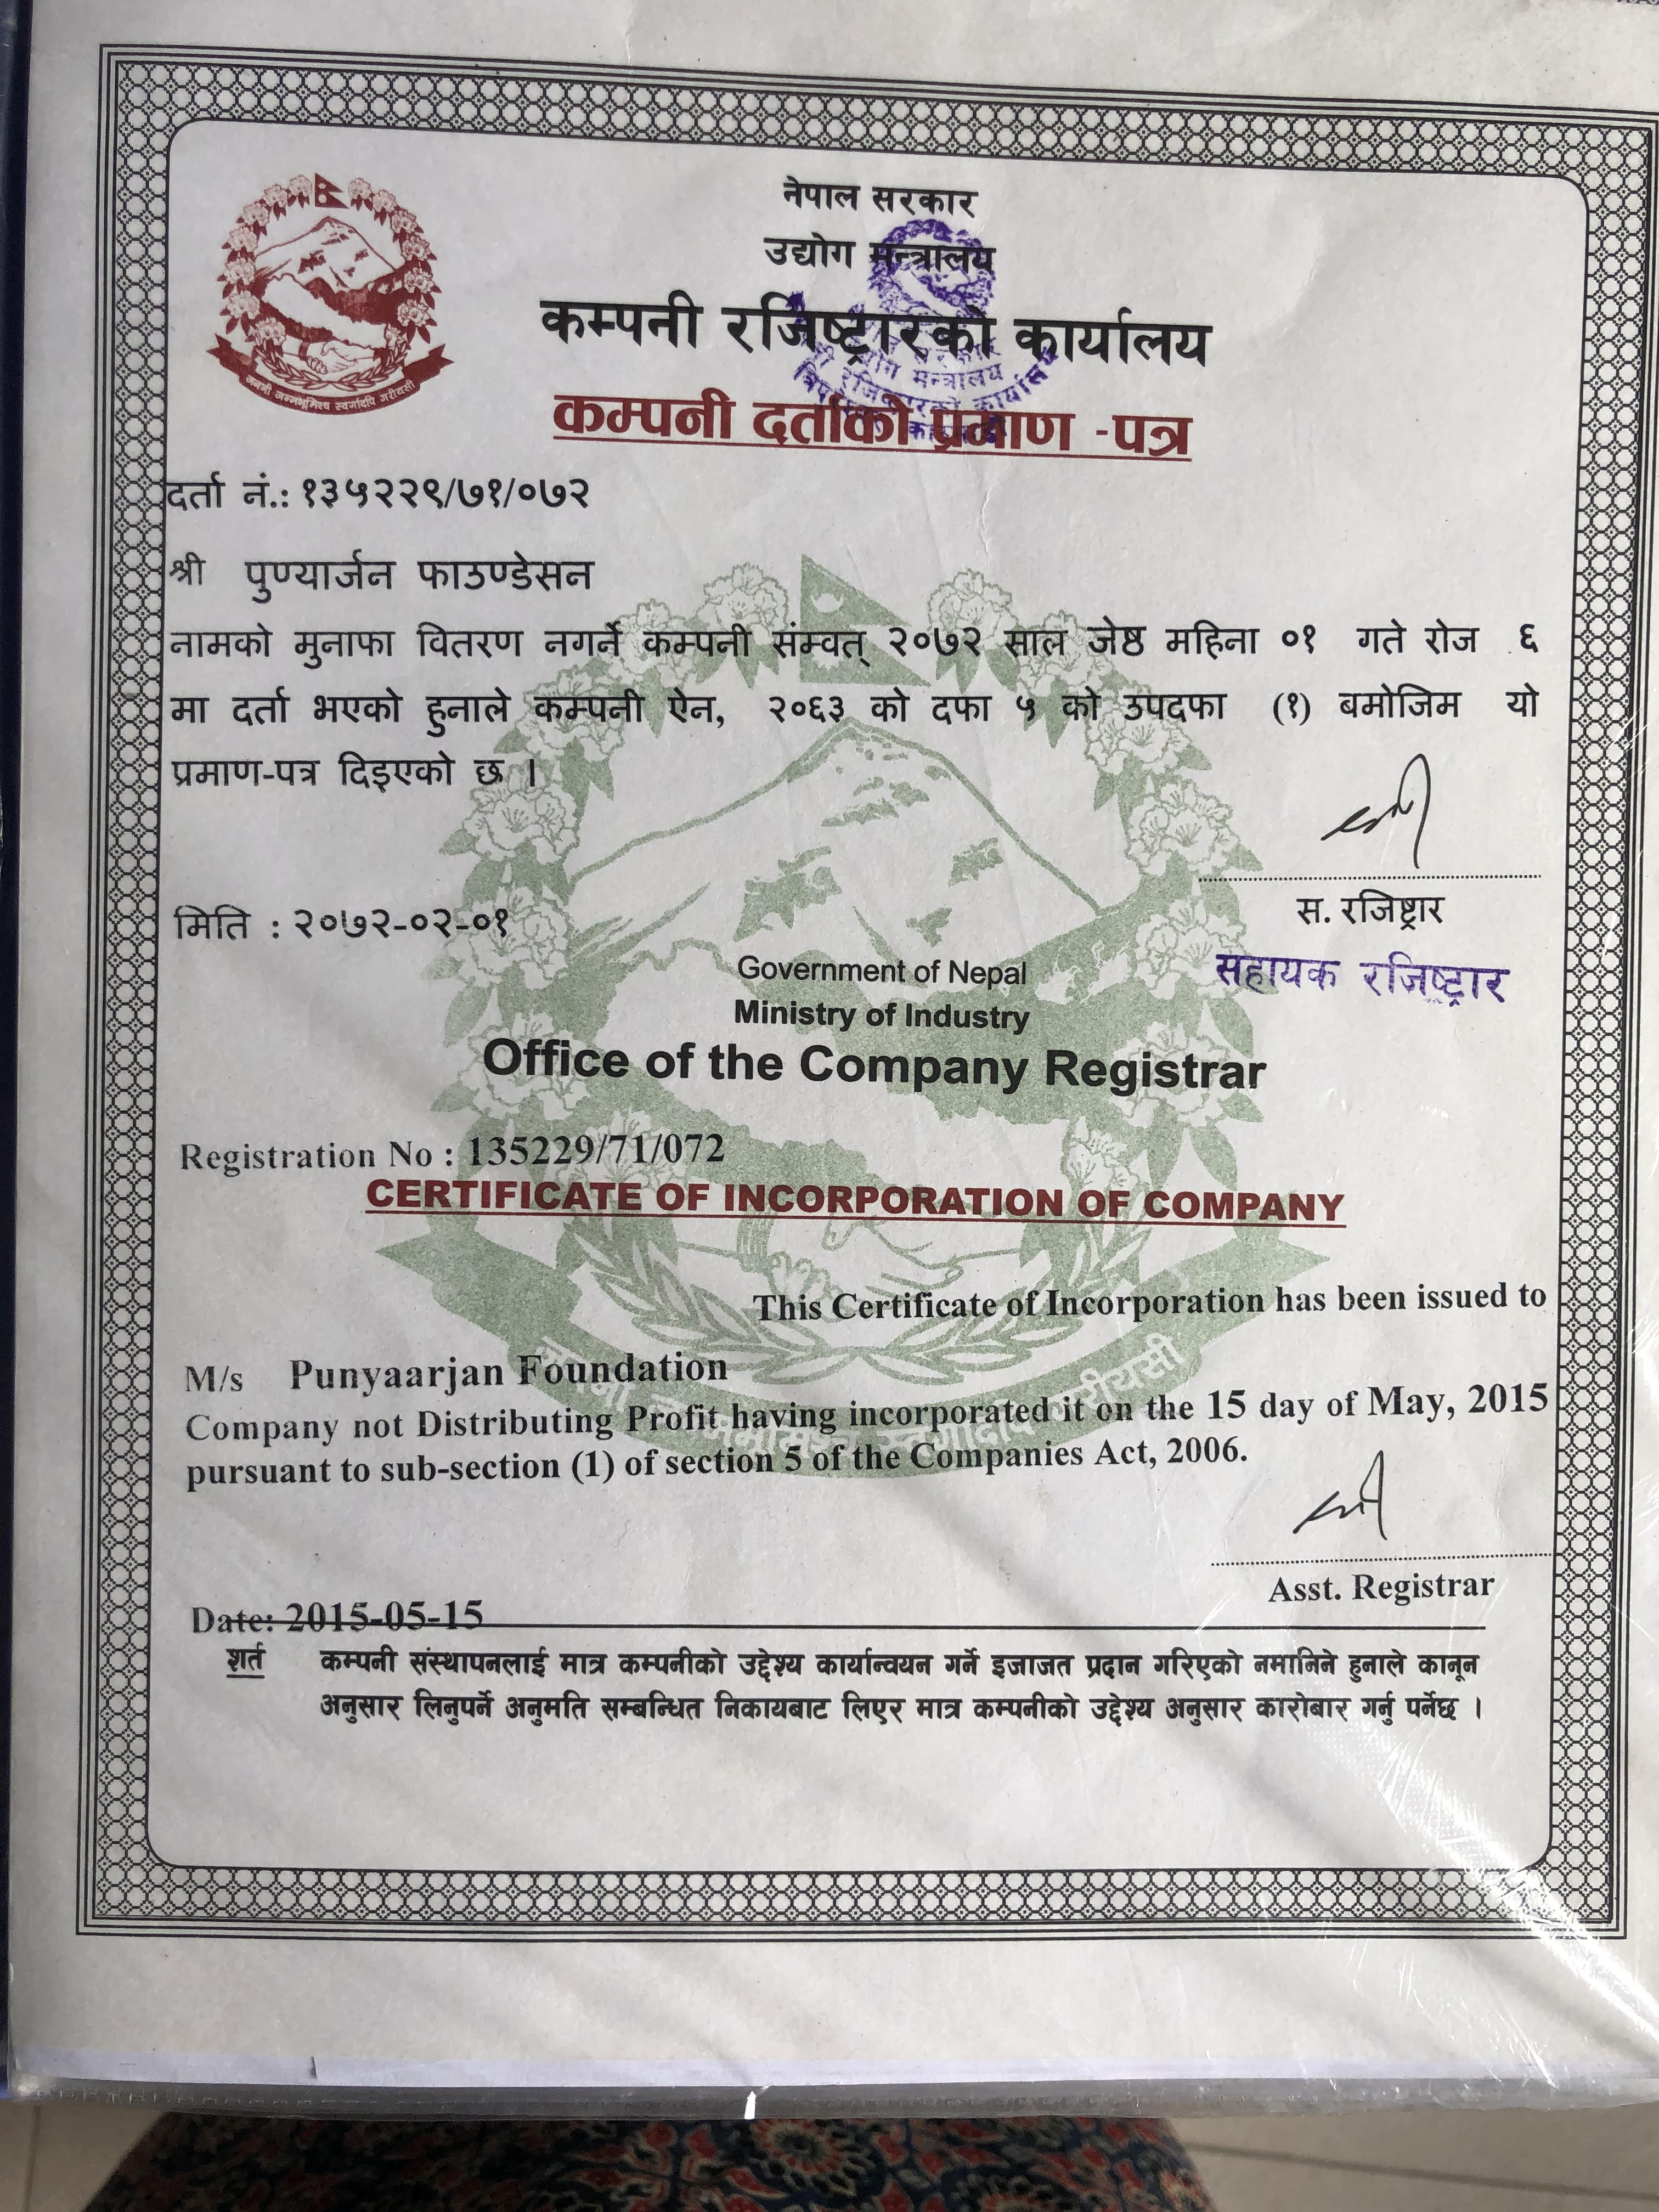 नेपाल सरकार
उद्योग मन्त्रालय
कम्पनी रजिष्ट्रारको कार्यालय
कम्पनी दर्ताको प्रमाण -पत्र
जननी जन्मभूमिश्च स्वर्गादपि गरीयसी
दर्ता नं.: १३५२२९/७१/०७२
श्री पुण्यार्जन फाउण्डेसन
नामको मुनाफा वितरण नगर्ने कम्पनी संम्वत् २०७२ साल जेष्ठ महिना ०१ गते रोज ६
मा दर्ता भएको हुनाले कम्पनी ऐन, २०६३ को दफा ५ को उपदफा (१) बमोजिम यो
प्रमाण-पत्र दिइएको छ ।
मिति : २०७२-०२-०१
स. रजिष्ट्रार
सहायक रजिष्ट्रार
Government of Nepal
Ministry of Industry
Office of the Company Registrar
Registration No : 135229/71/072
CERTIFICATE OF INCORPORATION OF COMPANY
This Certificate of Incorporation has been issued to
M/s Punyaarjan Foundation
Company not Distributing Profit having incorporated it on the 15 day of May, 2015
pursuant to sub-section (1) of section 5 of the Companies Act, 2006.
Asst. Registrar
Date: 2015-05-15
शर्त कम्पनी संस्थापनलाई मात्र कम्पनीको उद्देश्य कार्यान्वयन गर्ने इजाजत प्रदान गरिएको नमानिने हुनाले कानून
अनुसार लिनुपर्ने अनुमति सम्बन्धित निकायबाट लिएर मात्र कम्पनीको उद्देश्य अनुसार कारोबार गर्नु पर्नेछ ।